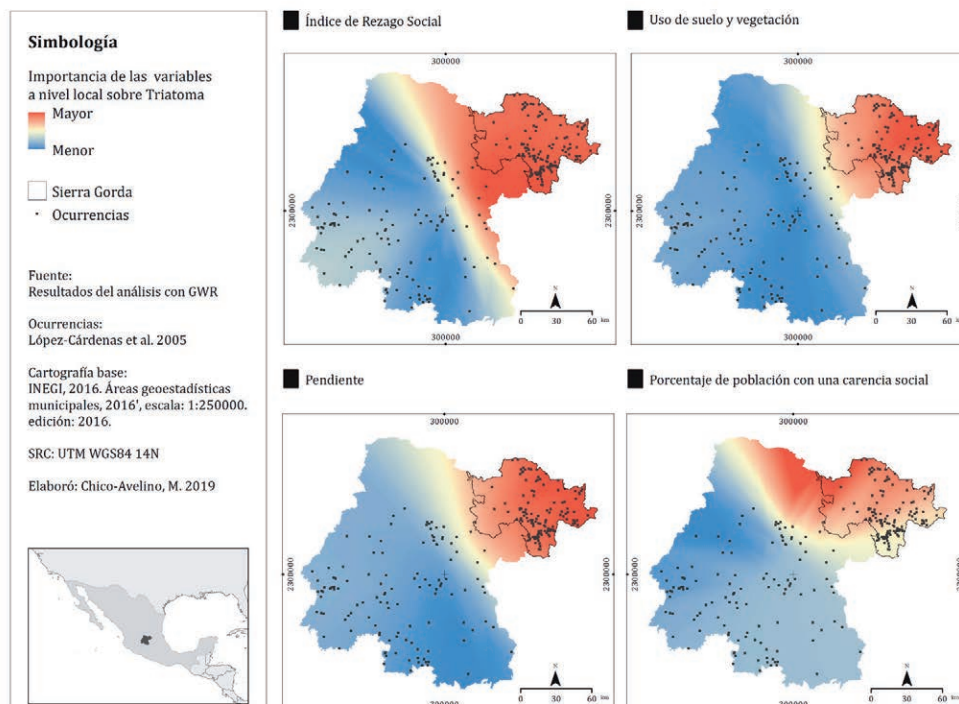 Simbología
Importancia de las variables
a nivel local sobre Triatoma
Mayor
Menor
Sierra Gorda
Ocurrencias
Fuente:
Resultados del análisis con GWR
Ocurrencias:
López-Cárdenas et al. 2005
Cartografía base:
INEGI, 2016. Áreas geoestadísticas
municipales, 2016', escala: 1:250000.
edición: 2016.
SRC: UTM WGS84 14N
Elaboró: Chico-Avelino, M. 2019
Índice de Rezago Social
300000
2300000
2300000
N
0 30 60 km
300000
Uso de suelo y vegetación
300000
2300000
N
0 30 60
300000
Pendiente
300000
2300000
2300000
N
0 30 60 km
Porcentaje de población con una carencia social
300000
N
0 30 60